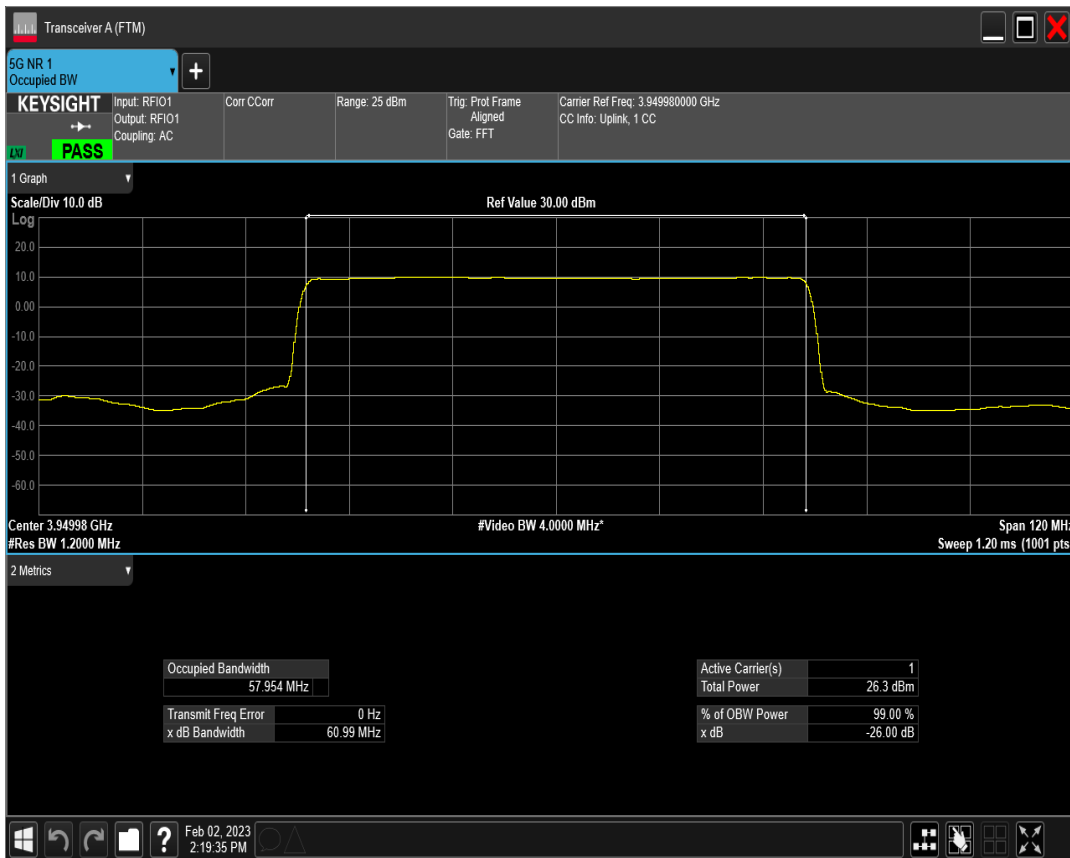 Transceiver A (FTM)
5G NR 1
Occupied BW
+
KEYSIGHT
LXI
PASS
Input: RFIO1
Output: RFIO1
Coupling: AC
Corr CCorr
Range: 25 dBm
Trig: Prot Frame
Aligned
Gate: FFT
Carrier Ref Freq: 3.949980000 GHz
CC Info: Uplink, 1 CC
1 Graph
Scale/Div 10.0 dB
Ref Value 30.00 dBm
Log
20.0
10.0
0.00
-10.0
-20.0
-30.0
-40.0
-50.0
-60.0
Center 3.94998 GHz
#Video BW 4.0000 MHz*
Span 120 MHz
#Res BW 1.2000 MHz
Sweep 1.20 ms (1001 pts
2 Metrics
Occupied Bandwidth
57.954 MHz
Transmit Freq Error 0 Hz
x dB Bandwidth 60.99 MHz
Active Carrier(s) 1
Total Power 26.3 dBm
% of OBW Power 99.00 %
x dB -26.00 dB
?
Feb 02, 2023
2:19:35 PM